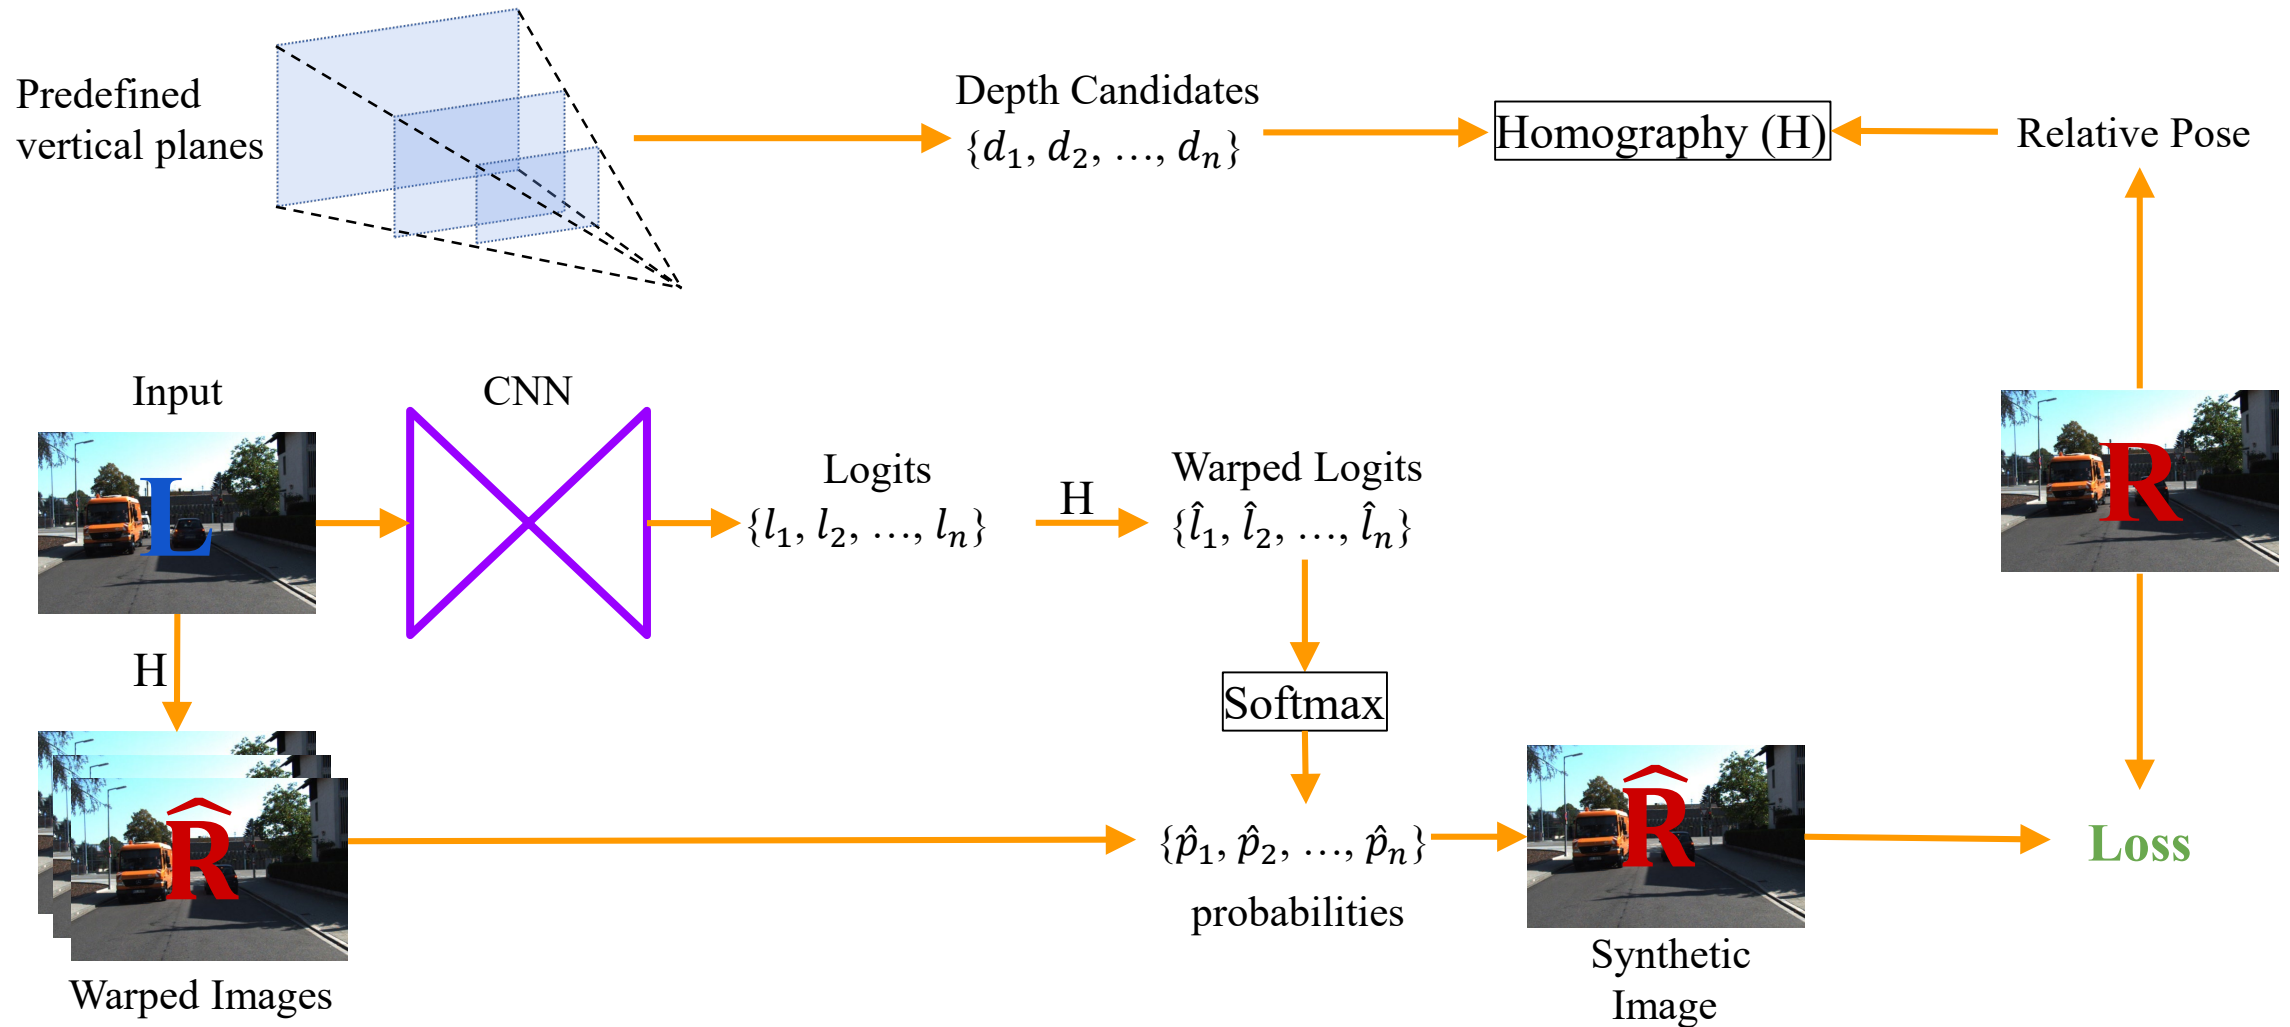 Predefined
vertical planes
Depth Candidates
{d₁, d₂, …, dₙ}
Homography (H)
Relative Pose
Input
CNN
L
Logits
{l₁, l₂, …, lₙ}
H
Warped Logits
{l̂₁, l̂₂, …, l̂ₙ}
R
H
Softmax
R̂
{p̂₁, p̂₂, …, p̂ₙ}
probabilities
R̂
Loss
Warped Images
Synthetic
Image